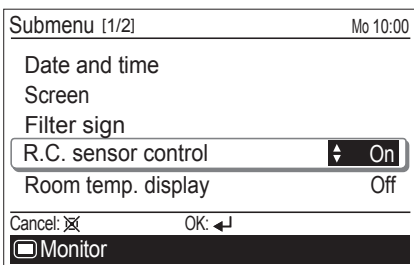 Submenu [1/2] Mo 10:00
Date and time
Screen
Filter sign
R.C. sensor control On
Room temp. display Off
Cancel: OK:
Monitor